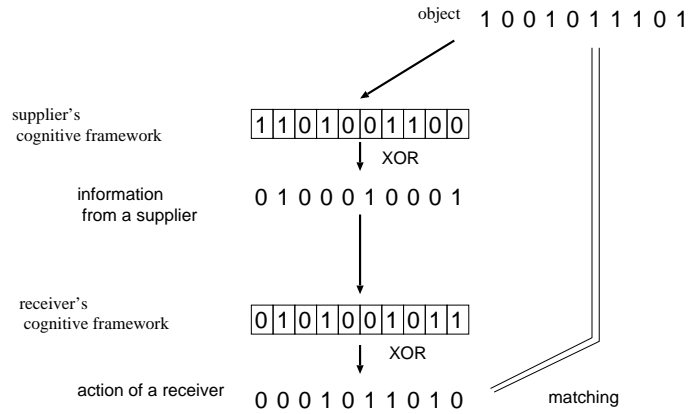 object 1 0 0 1 0 1 1 1 0 1
supplier's
cognitive framework
1 1 0 1 0 0 1 1 0 0
XOR
information
from a supplier
0 1 0 0 0 1 0 0 0 1
receiver's
cognitive framework
0 1 0 1 0 0 1 0 1 1
XOR
action of a receiver
0 0 0 1 0 1 1 0 1 0
matching